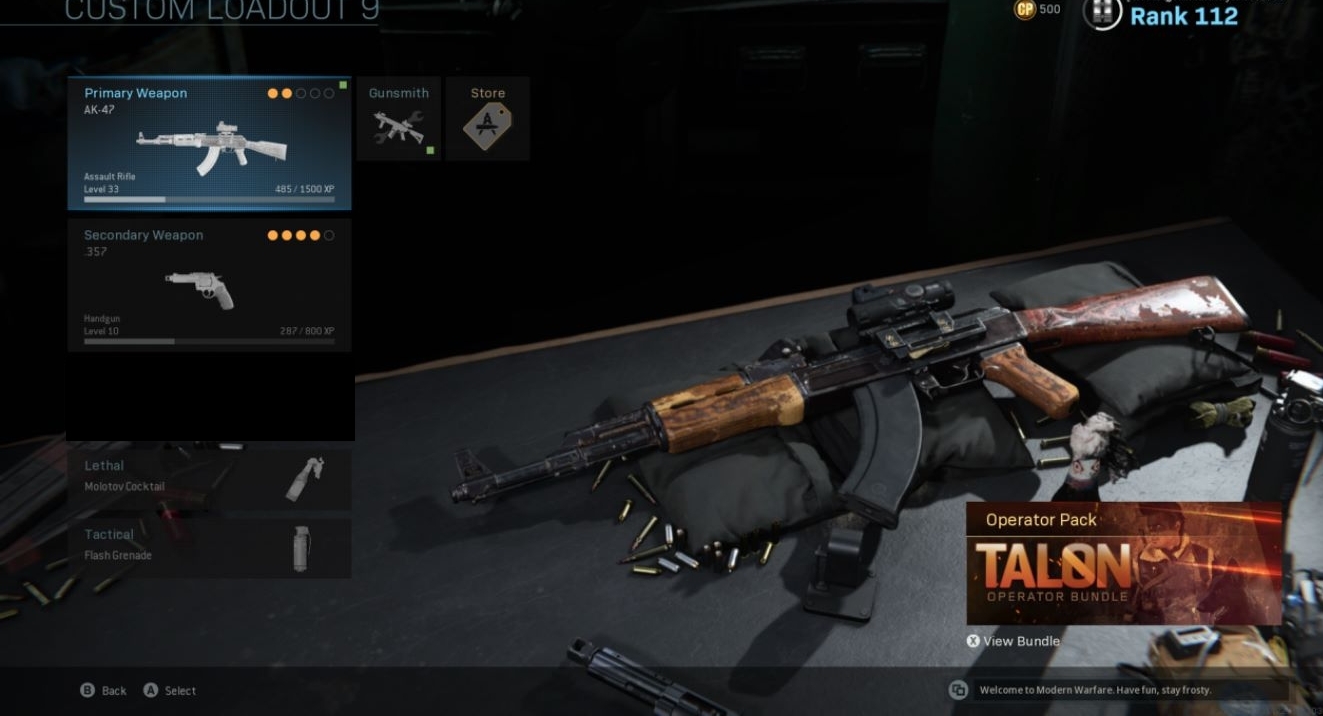 CUSTOM LOADOUT 9
CP 500
Rank 112
Primary Weapon
AK-47
Assault Rifle
Level 33
485 / 1500 XP
Gunsmith
Store
Secondary Weapon
.357
Handgun
Level 10
287 / 800 XP
Lethal
Molotov Cocktail
Tactical
Flash Grenade
Operator Pack
TALON
OPERATOR BUNDLE
X View Bundle
B Back
A Select
Welcome to Modern Warfare. Have fun, stay frosty.